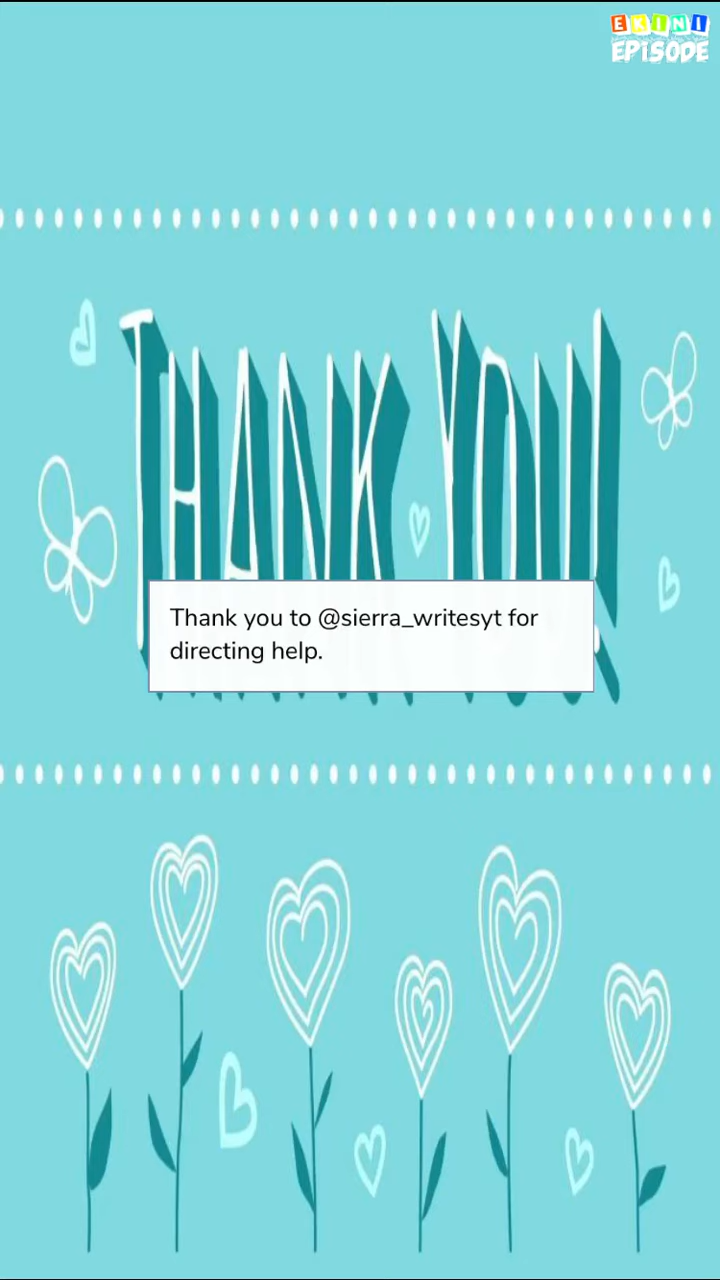 EKINI
EPISODE
THANK YOU!
Thank you to @sierra_writesyt for
directing help.